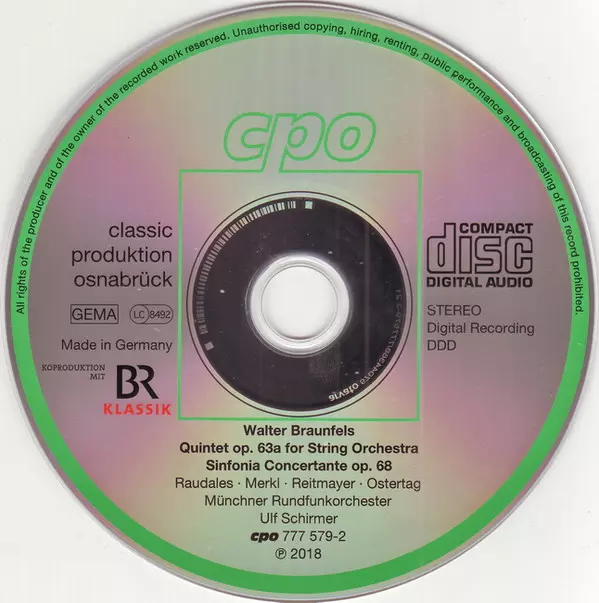 All rights of the producer and of the owner of the recorded work reserved. Unauthorised copying, hiring, renting, public performance and broadcasting of this record prohibited.
cpo
classic
produktion
osnabrück
COMPACT
disc
DIGITAL AUDIO
GEMA LC 8492
STEREO
Digital Recording
DDD
Made in Germany
KOPRODUKTION
MIT
BR
KLASSIK
Walter Braunfels
Quintet op. 63a for String Orchestra
Sinfonia Concertante op. 68
Raudales · Merkl · Reitmayer · Ostertag
Münchner Rundfunkorchester
Ulf Schirmer
cpo 777 579-2
℗ 2018